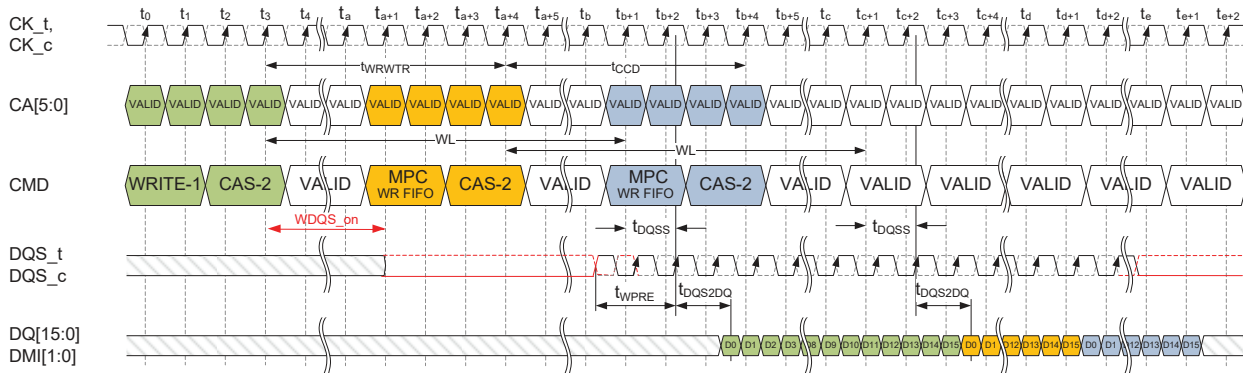 t0 t1 t2 t3 t4 ta ta+1 ta+2 ta+3 ta+4 ta+5 tb tb+1 tb+2 tb+3 tb+4 tb+5 tc tc+1 tc+2 tc+3 tc+4 td td+1 td+2 te te+1 te+2
CK_t,
CK_c
tWRWTR tCCD
CA[5:0] VALID VALID VALID VALID VALID VALID VALID VALID VALID VALID VALID VALID VALID VALID VALID VALID VALID VALID VALID VALID VALID VALID VALID VALID VALID VALID VALID VALID
WL
WL
CMD WRITE-1 CAS-2 VALID MPC WR FIFO CAS-2 VALID MPC WR FIFO CAS-2 VALID VALID VALID VALID VALID VALID
WDQS_on tDQSS tDQSS
DQS_t
DQS_c
tWPRE tDQS2DQ tDQS2DQ
DQ[15:0]
DMI[1:0]
D0 D1 D2 D3 D8 D9 D10 D11 D12 D13 D14 D15 D0 D1 D12 D13 D14 D15 D0 D1 D12 D13 D14 D15